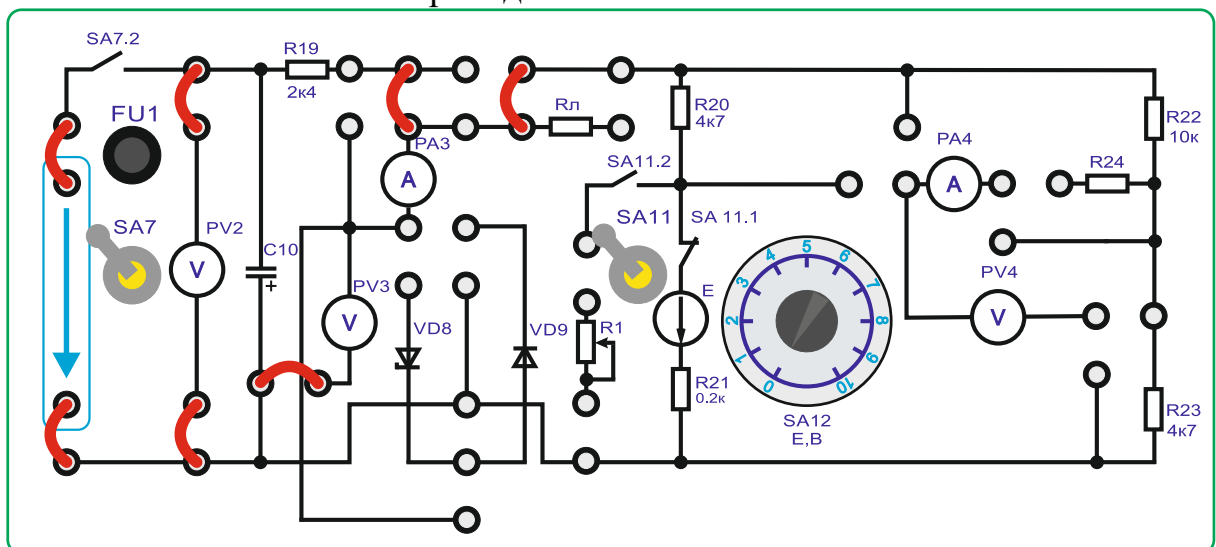 SA7.2
R19
2к4
FU1
Rл
R20
4к7
R22
10к
PA3
A
SA11.2
PA4
A
R24
SA7
PV2
V
C10
+
SA11
SA 11.1
PV3
V
VD8
VD9
R1
E
PV4
V
0
1
2
3
4
5
6
7
8
9
10
R21
0.2к
SA12
E,B
R23
4к7